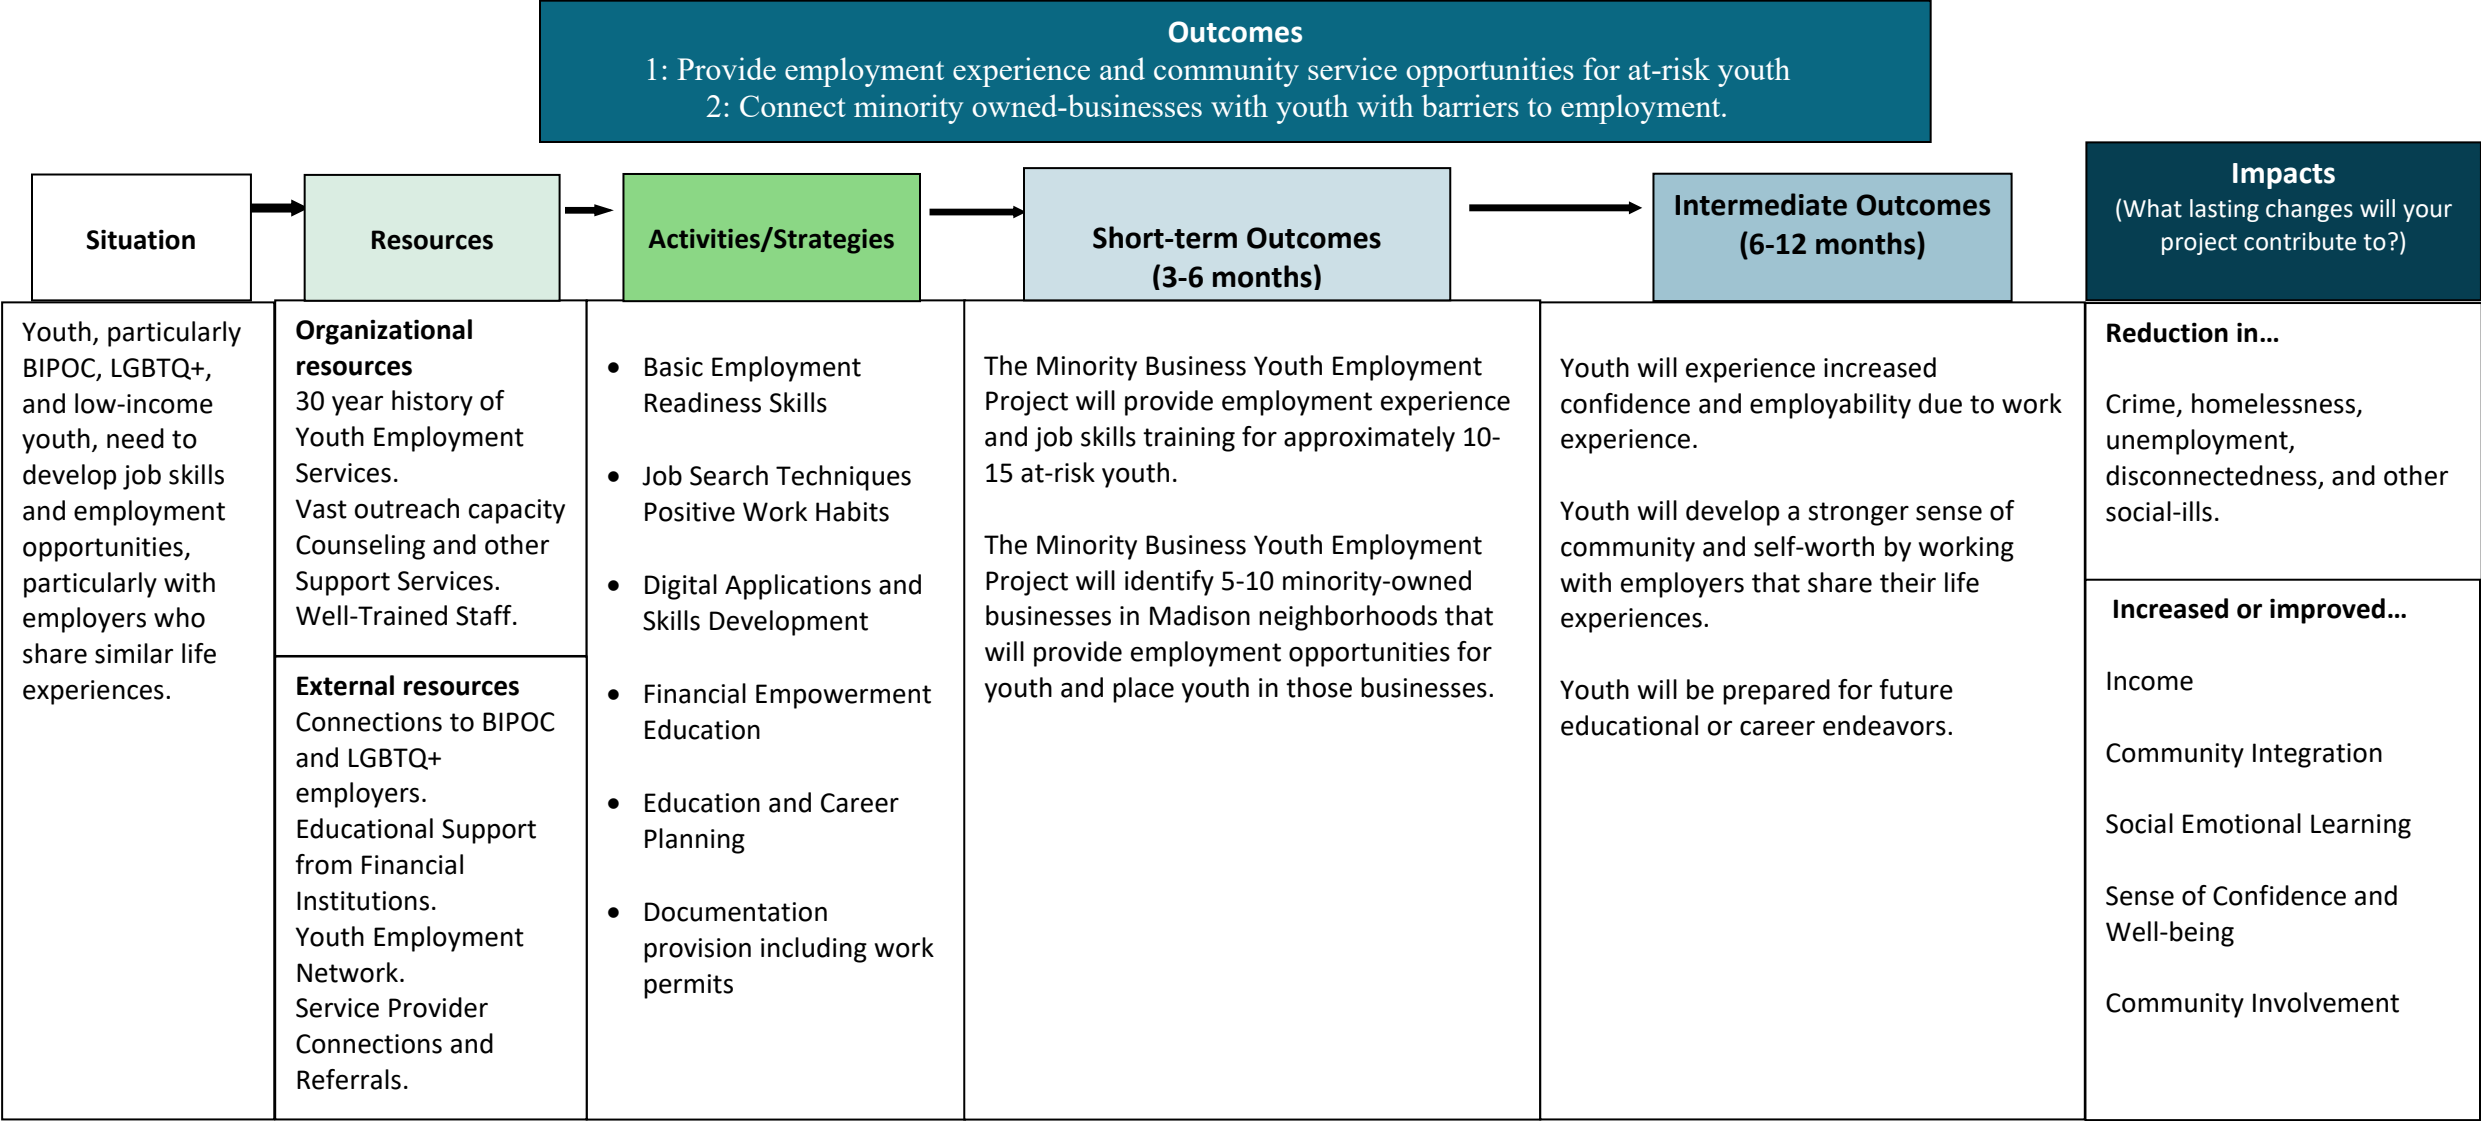 Outcomes
1: Provide employment experience and community service opportunities for at-risk youth
2: Connect minority owned-businesses with youth with barriers to employment.
Situation
Youth, particularly
BIPOC, LGBTQ+,
and low-income
youth, need to
develop job skills
and employment
opportunities,
particularly with
employers who
share similar life
experiences.
Resources
Organizational
resources
30 year history of
Youth Employment
Services.
Vast outreach capacity
Counseling and other
Support Services.
Well-Trained Staff.
External resources
Connections to BIPOC
and LGBTQ+
employers.
Educational Support
from Financial
Institutions.
Youth Employment
Network.
Service Provider
Connections and
Referrals.
Activities/Strategies
• Basic Employment
Readiness Skills
• Job Search Techniques
Positive Work Habits
• Digital Applications and
Skills Development
• Financial Empowerment
Education
• Education and Career
Planning
• Documentation
provision including work
permits
Short-term Outcomes
(3-6 months)
The Minority Business Youth Employment
Project will provide employment experience
and job skills training for approximately 10-
15 at-risk youth.
The Minority Business Youth Employment
Project will identify 5-10 minority-owned
businesses in Madison neighborhoods that
will provide employment opportunities for
youth and place youth in those businesses.
Intermediate Outcomes
(6-12 months)
Youth will experience increased
confidence and employability due to work
experience.
Youth will develop a stronger sense of
community and self-worth by working
with employers that share their life
experiences.
Youth will be prepared for future
educational or career endeavors.
Impacts
(What lasting changes will your
project contribute to?)
Reduction in…
Crime, homelessness,
unemployment,
disconnectedness, and other
social-ills.
Increased or improved…
Income
Community Integration
Social Emotional Learning
Sense of Confidence and
Well-being
Community Involvement